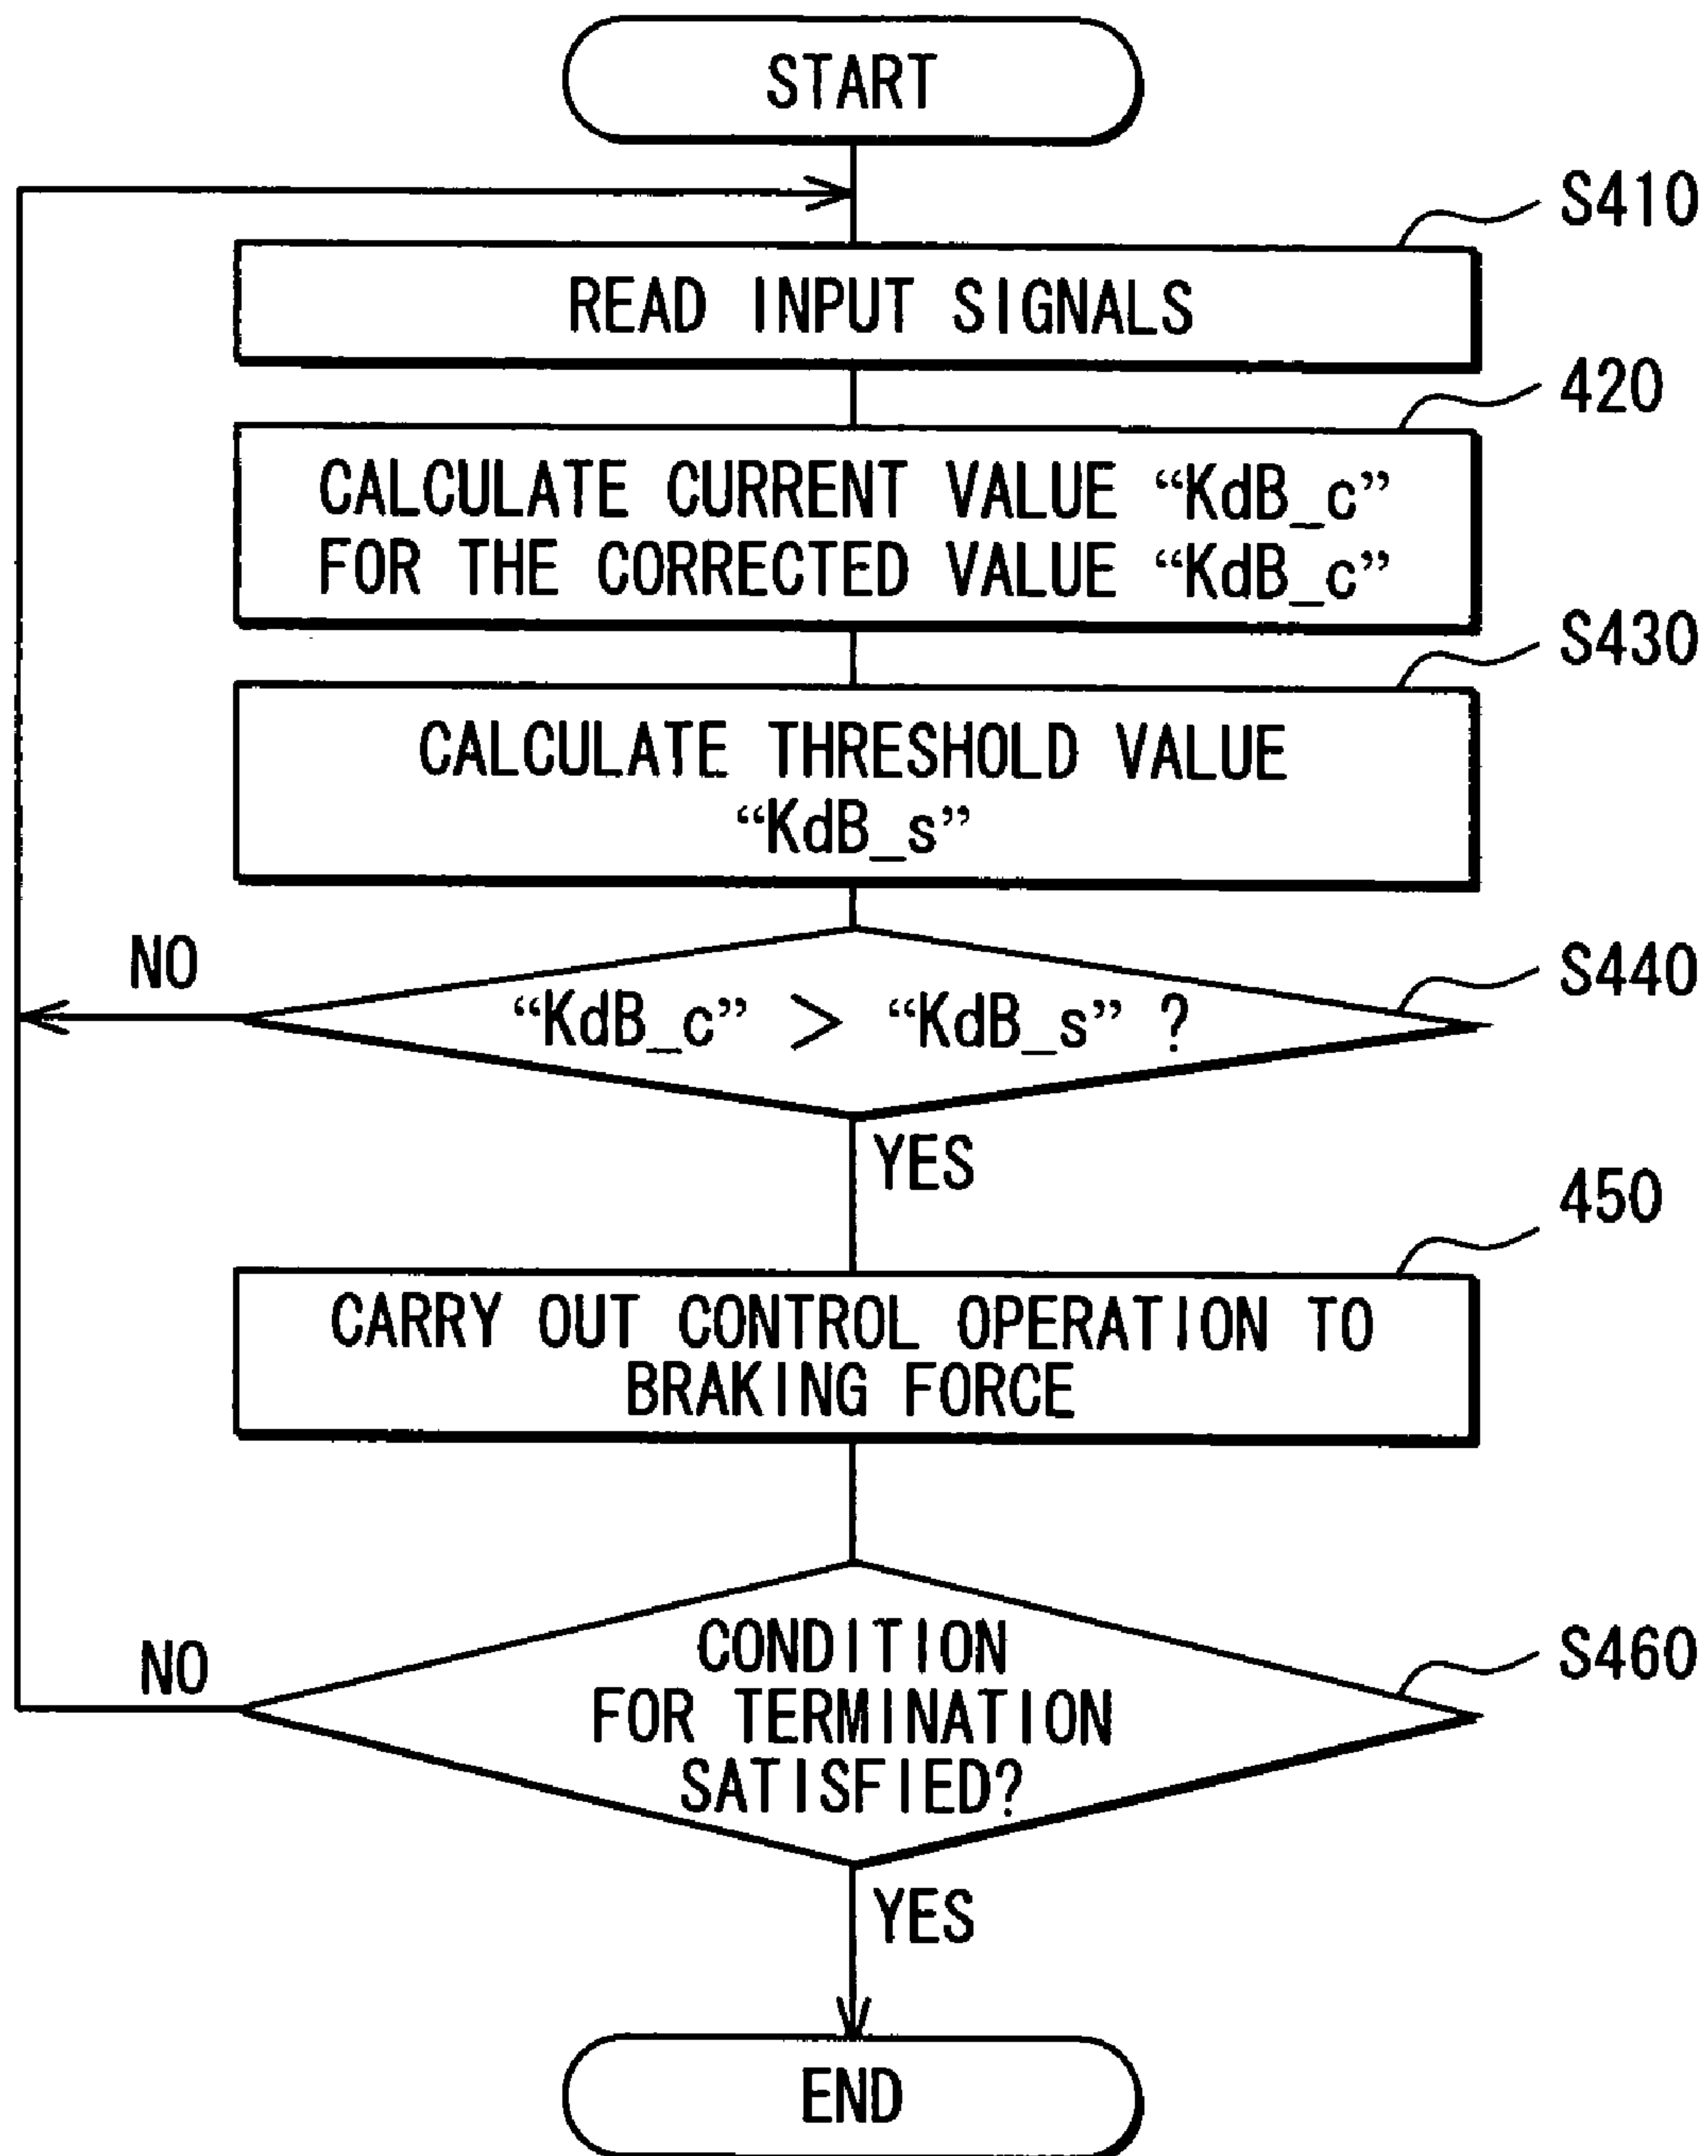 START
S410
READ INPUT SIGNALS
420
CALCULATE CURRENT VALUE “KdB_c”
FOR THE CORRECTED VALUE “KdB_c”
S430
CALCULATE THRESHOLD VALUE
“KdB_s”
NO
S440
“KdB_c” > “KdB_s” ?
YES
450
CARRY OUT CONTROL OPERATION TO
BRAKING FORCE
NO
S460
CONDITION
FOR TERMINATION
SATISFIED?
YES
END